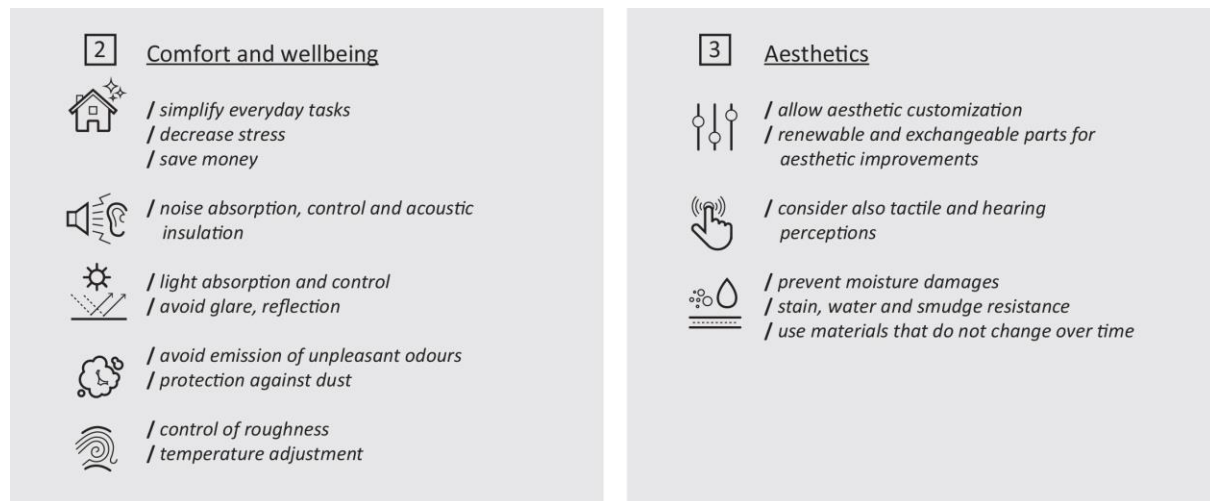 2 Comfort and wellbeing
/ simplify everyday tasks
/ decrease stress
/ save money
/ noise absorption, control and acoustic
insulation
/ light absorption and control
/ avoid glare, reflection
/ avoid emission of unpleasant odours
/ protection against dust
/ control of roughness
/ temperature adjustment
3 Aesthetics
/ allow aesthetic customization
/ renewable and exchangeable parts for
aesthetic improvements
/ consider also tactile and hearing
perceptions
/ prevent moisture damages
/ stain, water and smudge resistance
/ use materials that do not change over time